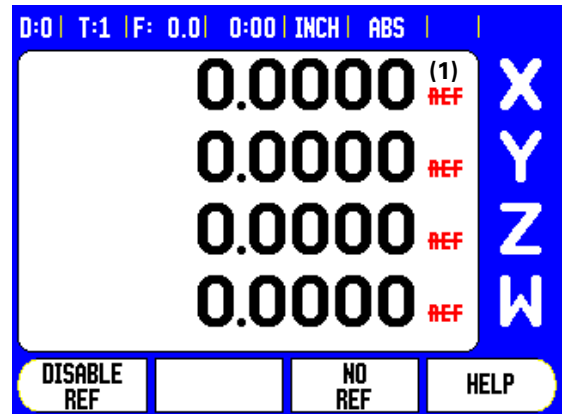 D:0 | T:1 | F: 0.0 | 0:00 | INCH | ABS | |
(1)
0.0000 REF X
0.0000 REF Y
0.0000 REF Z
0.0000 REF W
DISABLE REF
NO REF
HELP